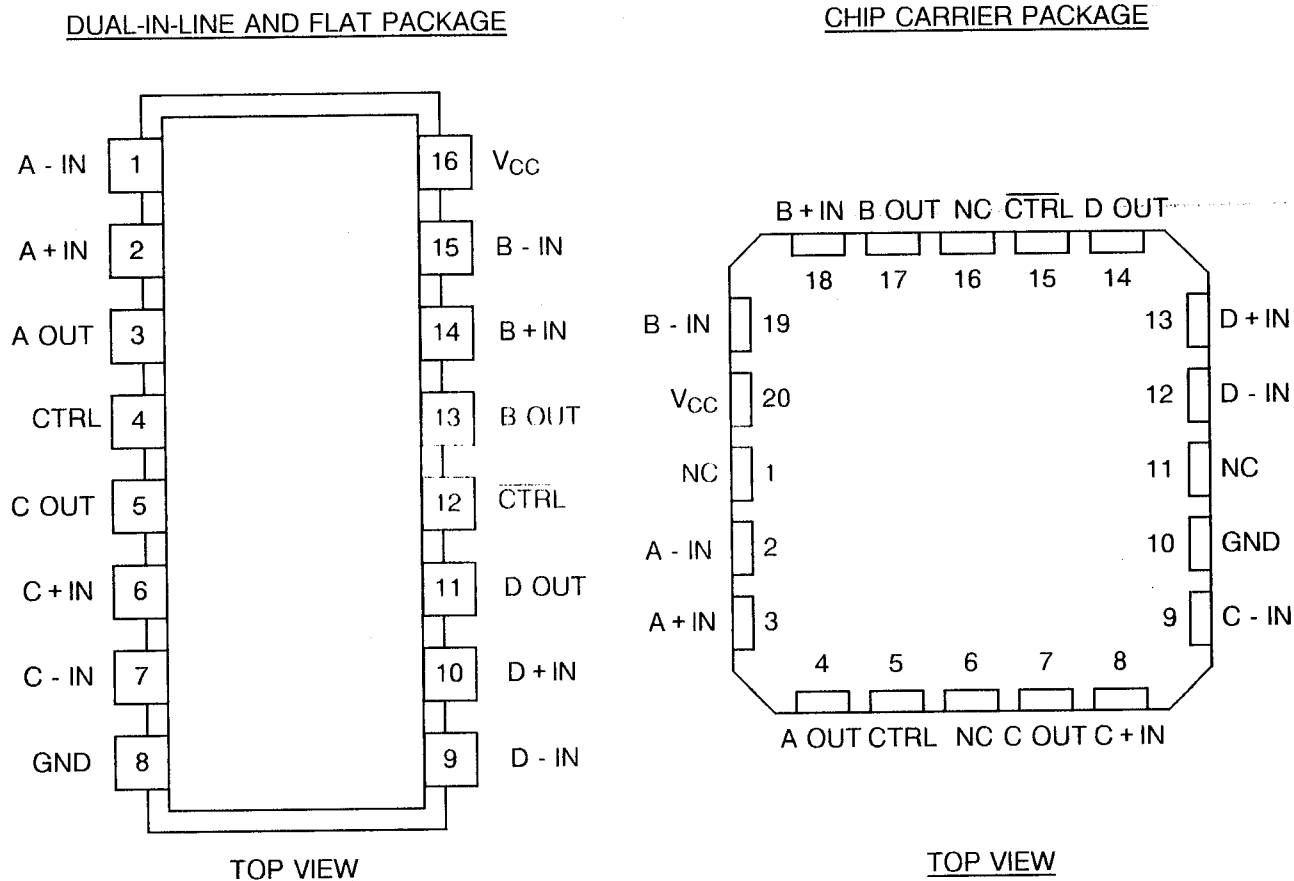 DUAL-IN-LINE AND FLAT PACKAGE
A - IN 1 16 VCC
A + IN 2 15 B - IN
A OUT 3 14 B + IN
CTRL 4 13 B OUT
C OUT 5 12 C̅T̅R̅L̅
C + IN 6 11 D OUT
C - IN 7 10 D + IN
GND 8 9 D - IN
TOP VIEW
CHIP CARRIER PACKAGE
B + IN B OUT NC C̅T̅R̅L̅ D OUT
18 17 16 15 14
B - IN 19 13 D + IN
VCC 20 12 D - IN
NC 1 11 NC
A - IN 2 10 GND
A + IN 3 9 C - IN
4 5 6 7 8
A OUT CTRL NC C OUT C + IN
TOP VIEW